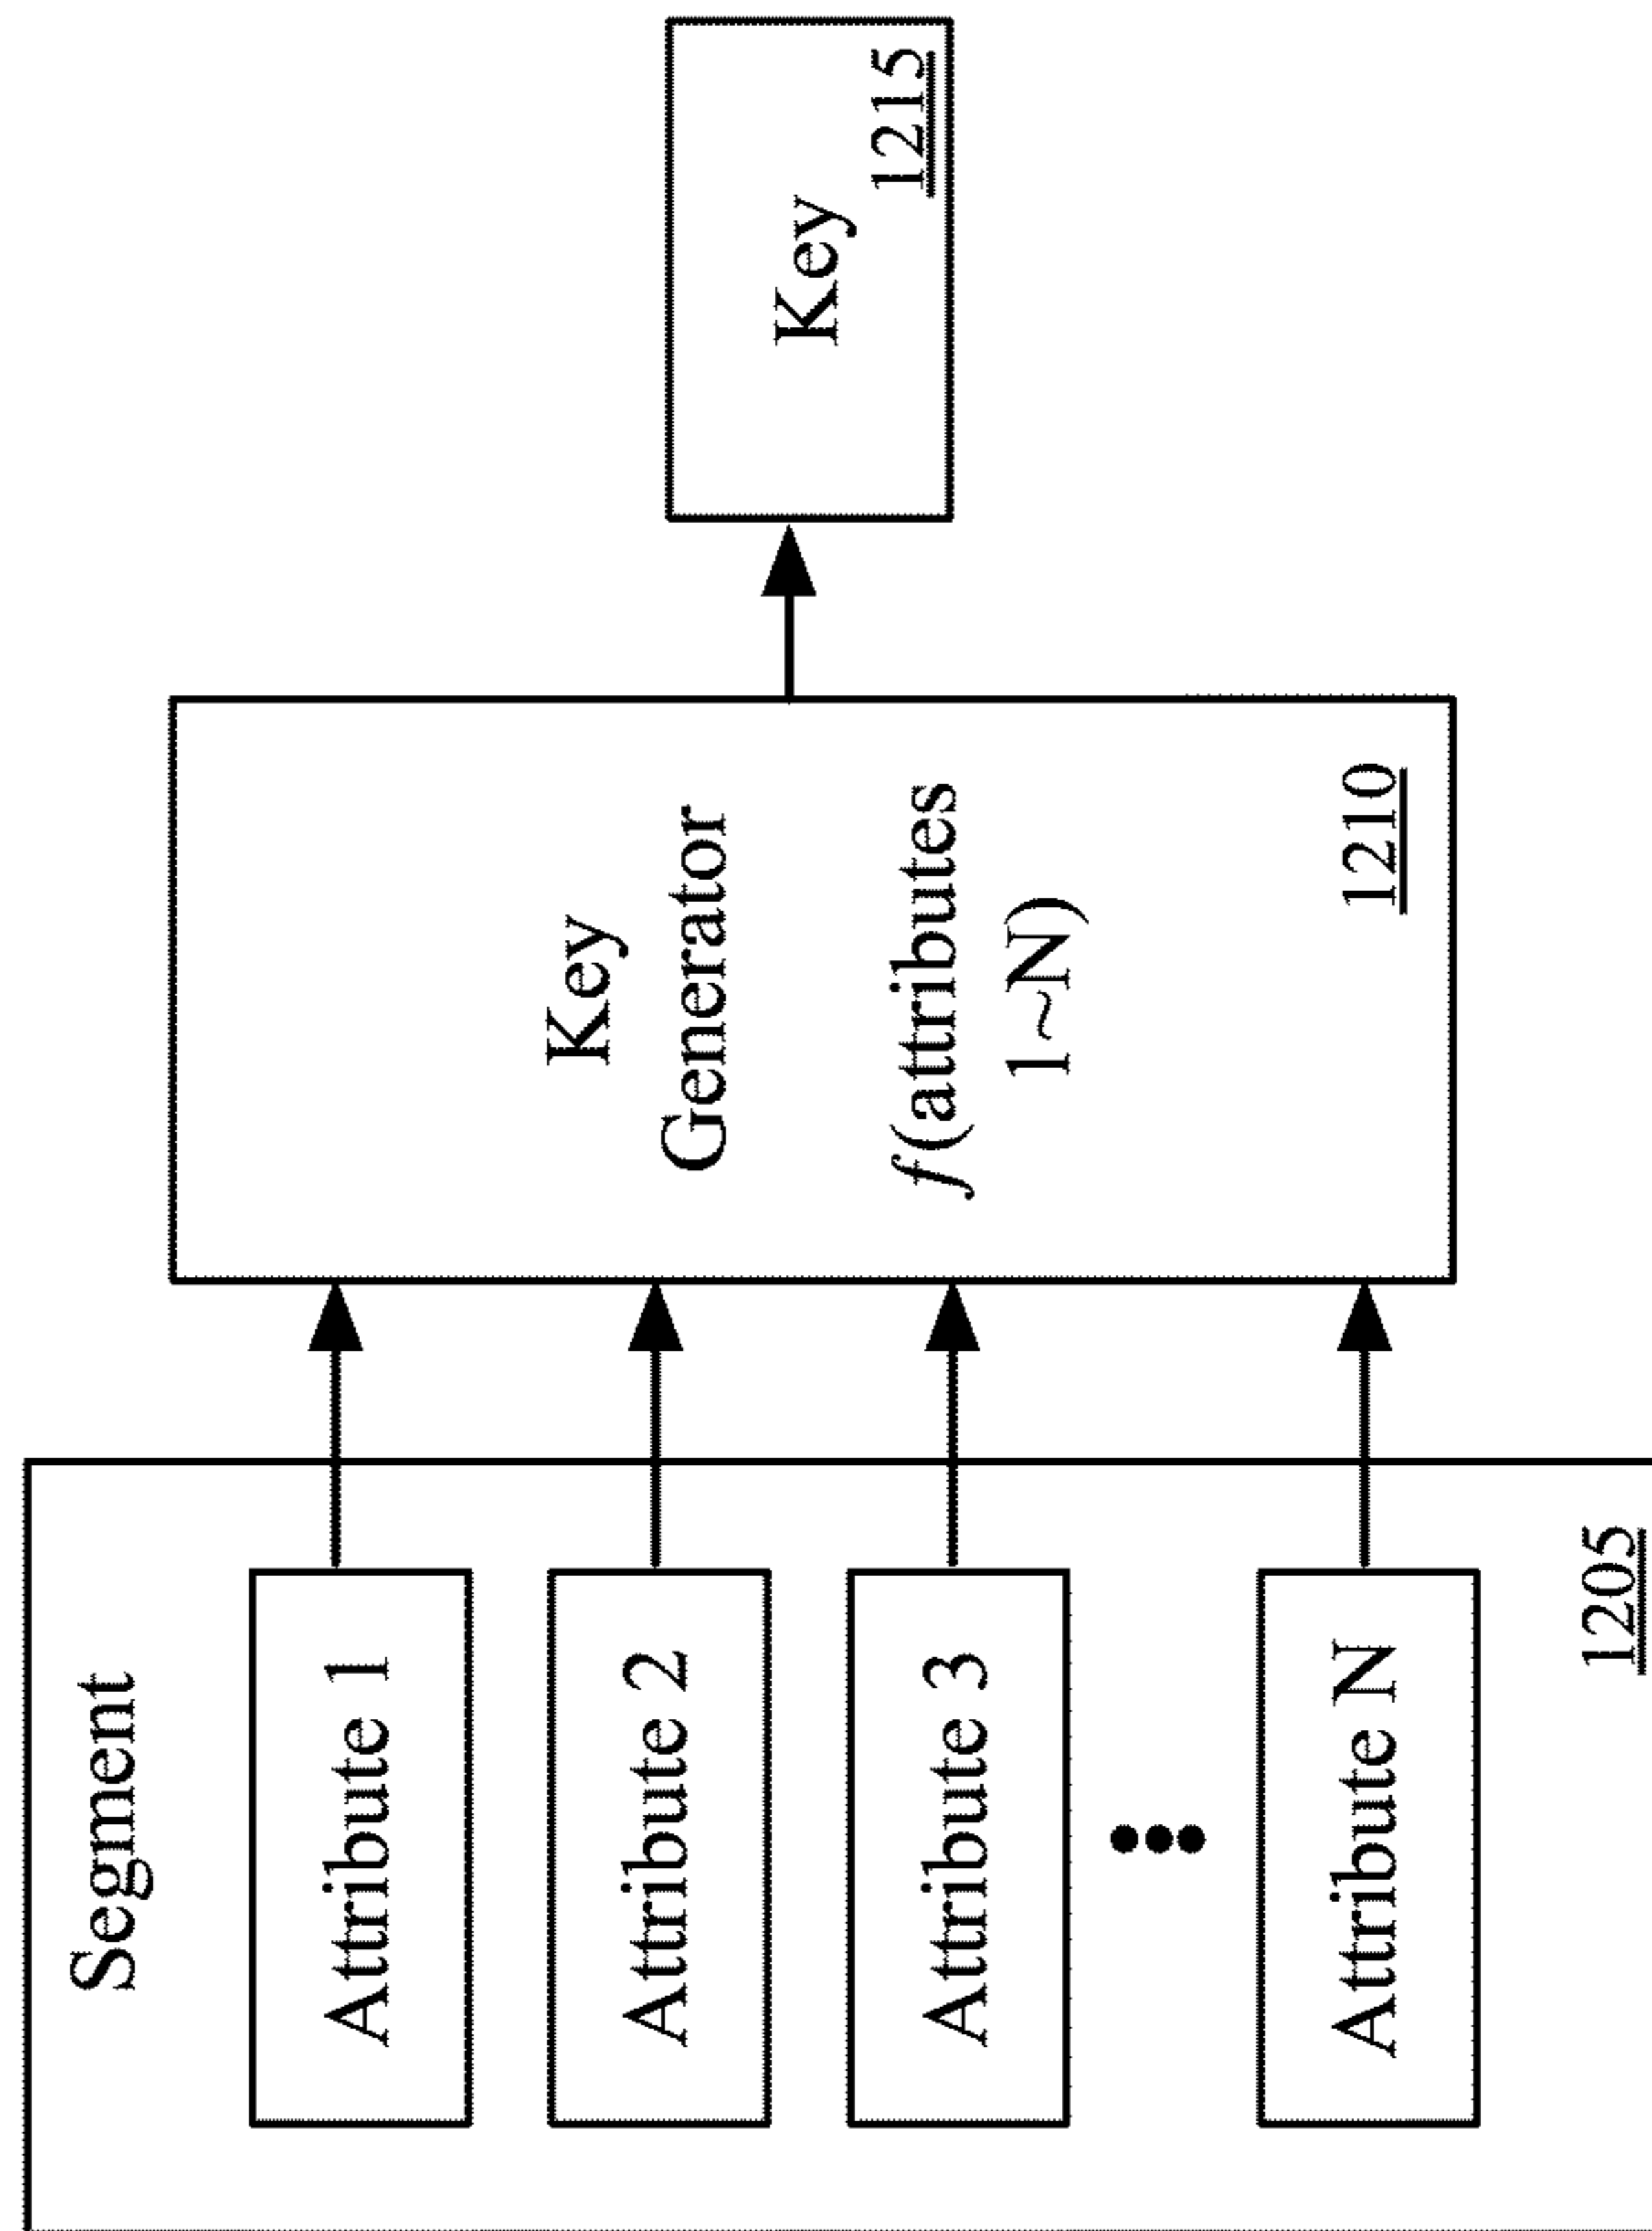 Segment
Attribute 1
Attribute 2
Attribute 3
Attribute N
1205
Key
Generator
f(attributes
1~N)
1210
Key
1215